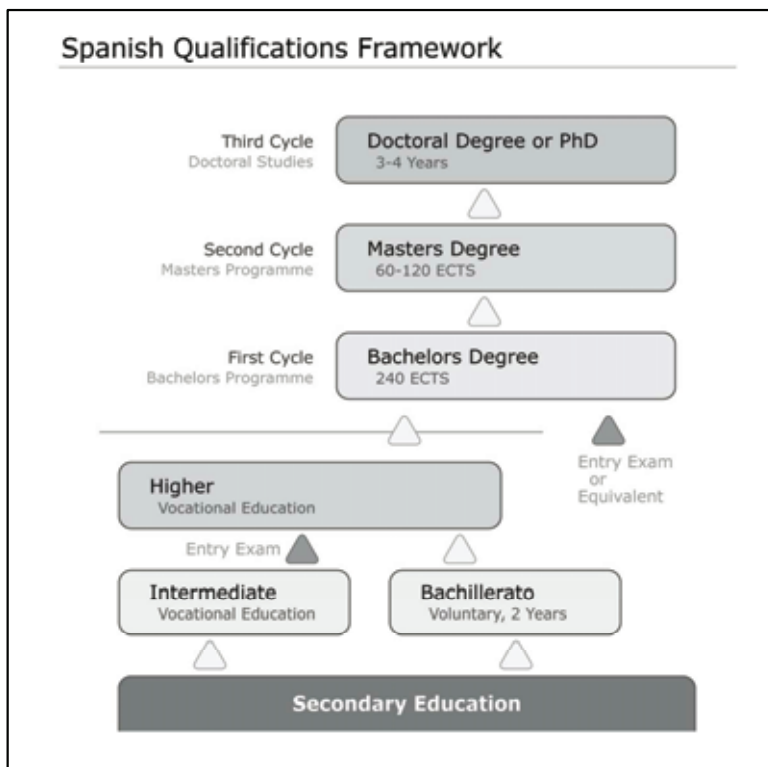 Spanish Qualifications Framework
Third Cycle
Doctoral Studies
Doctoral Degree or PhD
3-4 Years
Second Cycle
Masters Programme
Masters Degree
60-120 ECTS
First Cycle
Bachelors Programme
Bachelors Degree
240 ECTS
Entry Exam
or
Equivalent
Higher
Vocational Education
Entry Exam
Intermediate
Vocational Education
Bachillerato
Voluntary, 2 Years
Secondary Education